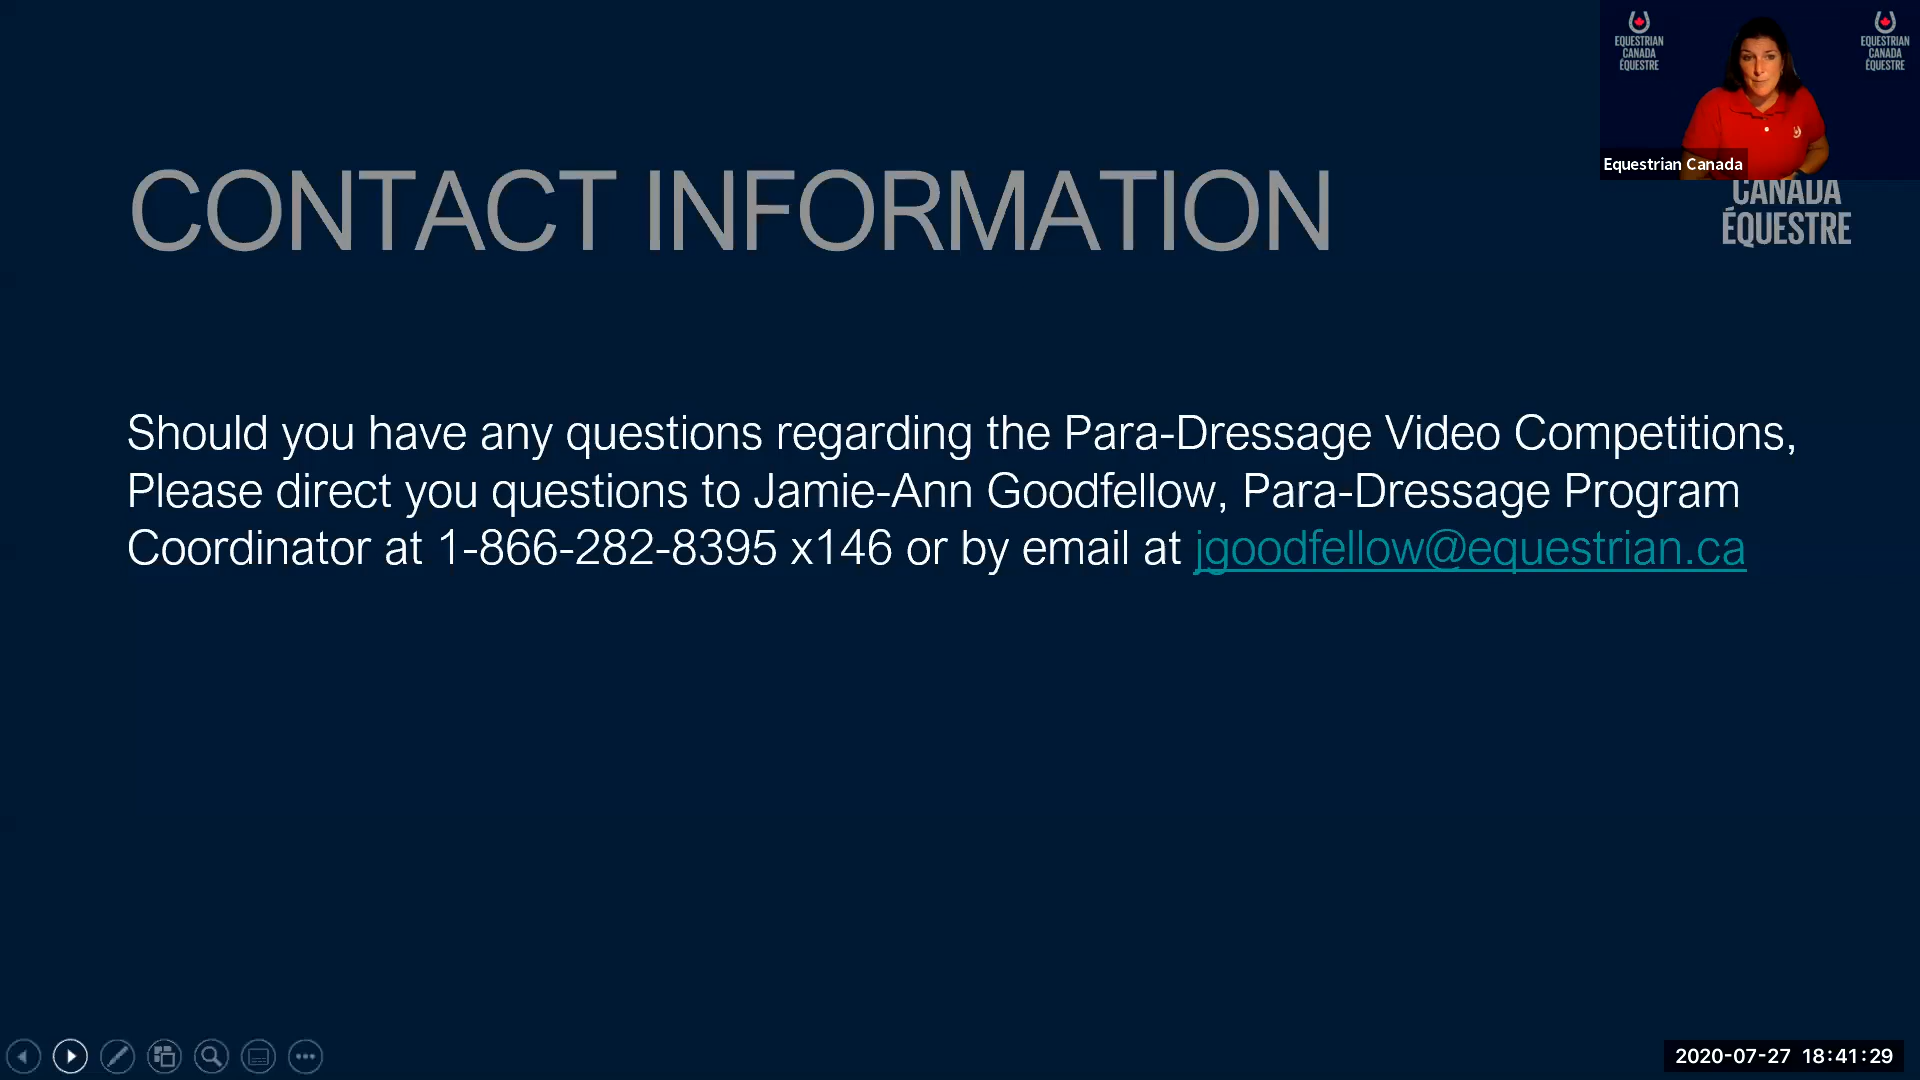 EQUESTRIAN
CANADA
ÉQUESTRE
EQUESTRIAN
CANADA
ÉQUESTRE
Equestrian Canada
CANADA
ÉQUESTRE
CONTACT INFORMATION
Should you have any questions regarding the Para-Dressage Video Competitions,
Please direct you questions to Jamie-Ann Goodfellow, Para-Dressage Program
Coordinator at 1-866-282-8395 x146 or by email at jgoodfellow@equestrian.ca
2020-07-27 18:41:29